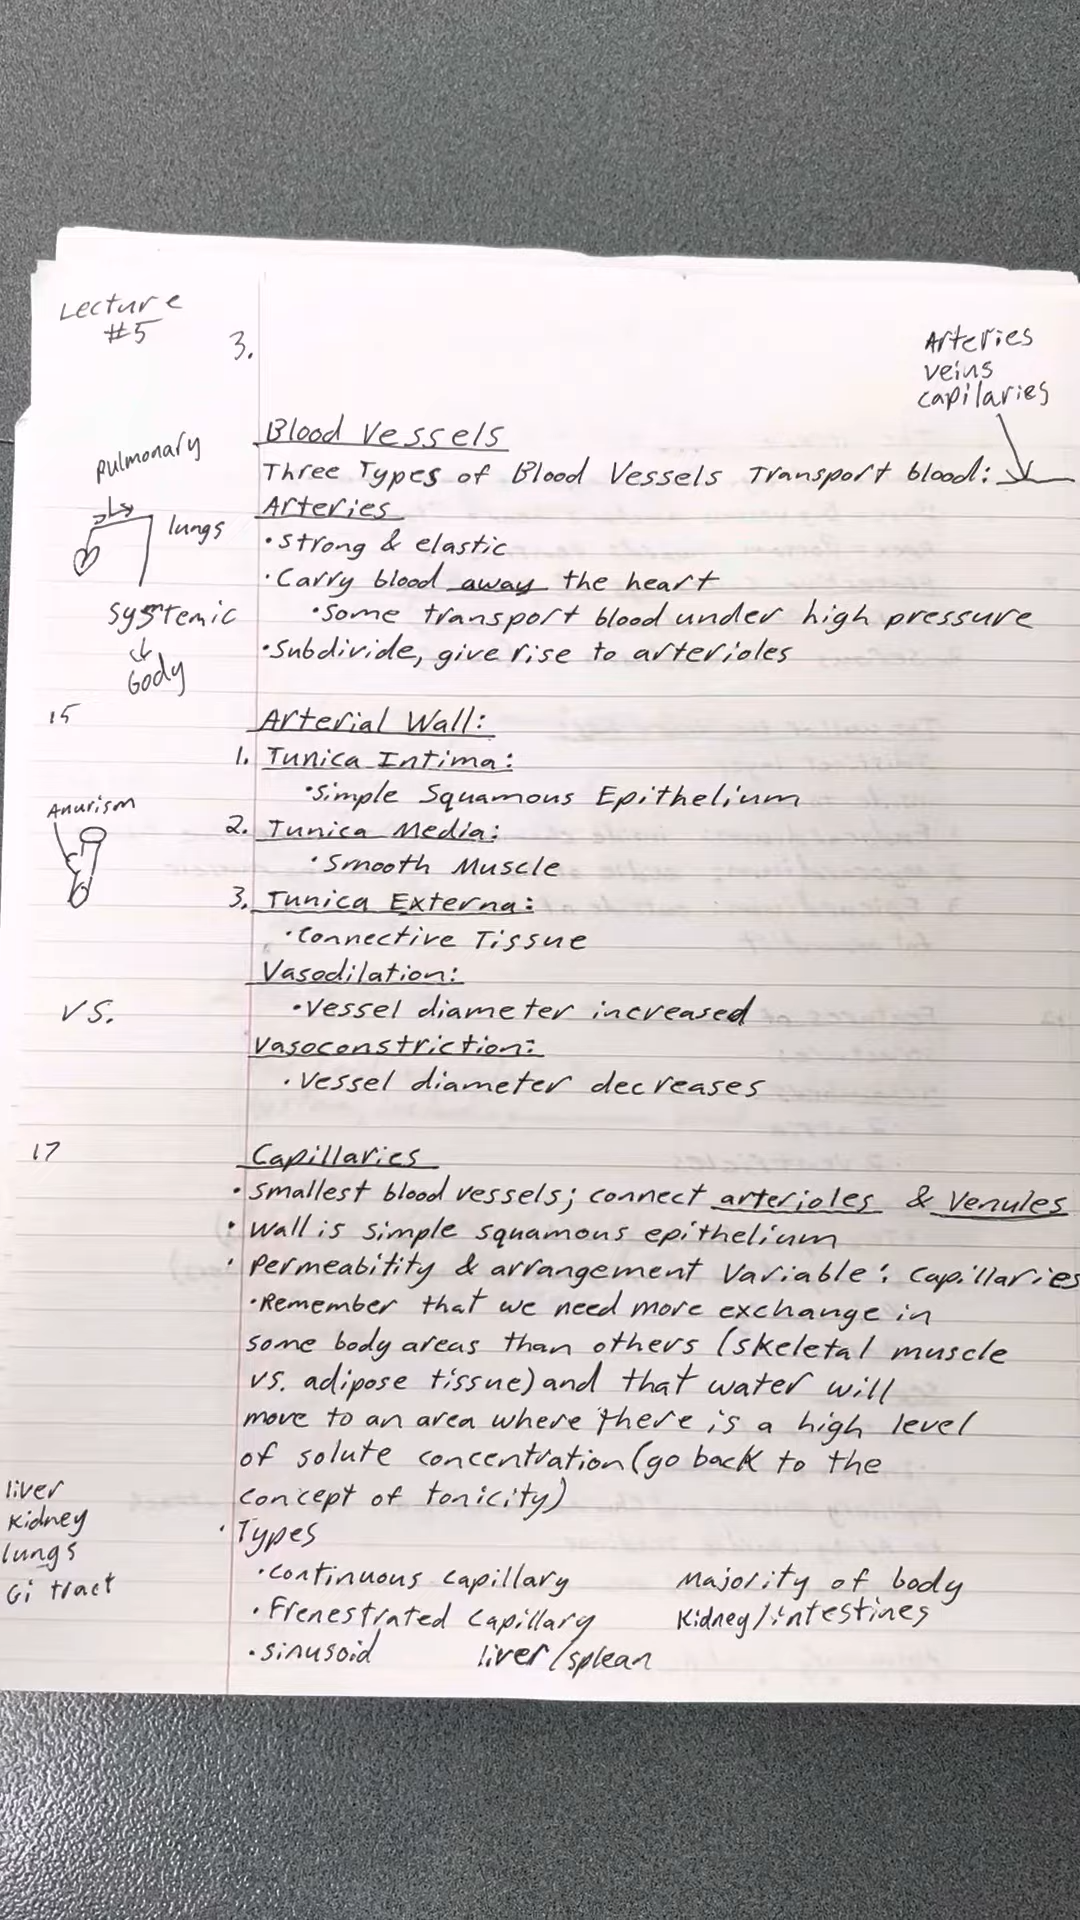 Lecture
#5
3.
Arteries
veins
capilaries
Blood Vessels
Three Types of Blood Vessels Transport blood:
pulmonary
lungs
systemic
body
Arteries
•strong & elastic
•Carry blood away the heart
•some transport blood under high pressure
•Subdivide, give rise to arterioles
15
Arterial Wall:
1. Tunica Intima:
•simple Squamous Epithelium
Anurism
2. Tunica Media:
•Smooth Muscle
3. Tunica Externa:
•Connective Tissue
Vasodilation:
•Vessel diameter increased
VS.
Vasoconstriction:
•Vessel diameter decreases
17
Capillaries
•smallest blood vessels; connect arterioles & Venules
•Wall is simple squamous epithelium
•Permeabitity & arrangement Variable: Capillaries
•Remember that we need more exchange in
some body areas than others (skeletal muscle
vs. adipose tissue) and that water will
move to an area where there is a high level
of solute concentration (go back to the
concept of tonicity)
liver
Kidney
lungs
Gi tract
•Types
•Continuous Capillary Majority of body
•Frenestrated Capillary Kidney/intestines
•sinusoid liver/splean